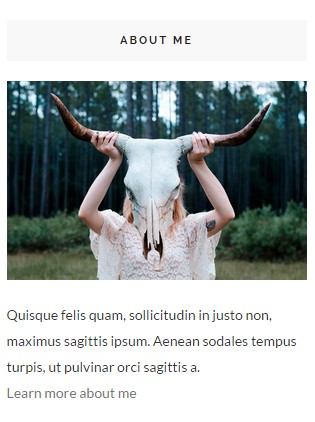 ABOUT ME
Quisque felis quam, sollicitudin in justo non,
maximus sagittis ipsum. Aenean sodales tempus
turpis, ut pulvinar orci sagittis a.
Learn more about me